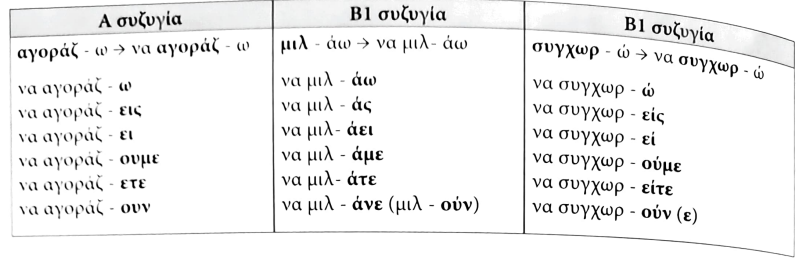 Α συζυγία
αγοράζ - ω → να αγοράζ - ω
να αγοράζ - ω
να αγοράζ - εις
να αγοράζ - ει
να αγοράζ - ουμε
να αγοράζ - ετε
να αγοράζ - ουν
Β1 συζυγία
μιλ - άω → να μιλ- άω
να μιλ - άω
να μιλ - άς
να μιλ- άει
να μιλ - άμε
να μιλ- άτε
να μιλ - άνε (μιλ - ούν)
Β1 συζυγία
συγχωρ - ώ → να συγχωρ - ώ
να συγχωρ - ώ
να συγχωρ - είς
να συγχωρ - εί
να συγχωρ - ούμε
να συγχωρ - είτε
να συγχωρ - ούν (ε)